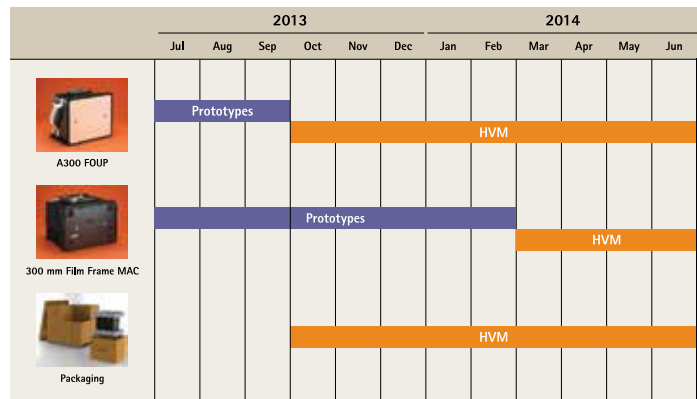 2013 2014
Jul Aug Sep Oct Nov Dec Jan Feb Mar Apr May Jun
Prototypes
HVM
A300 FOUP
Prototypes
HVM
300 mm Film Frame MAC
HVM
Packaging